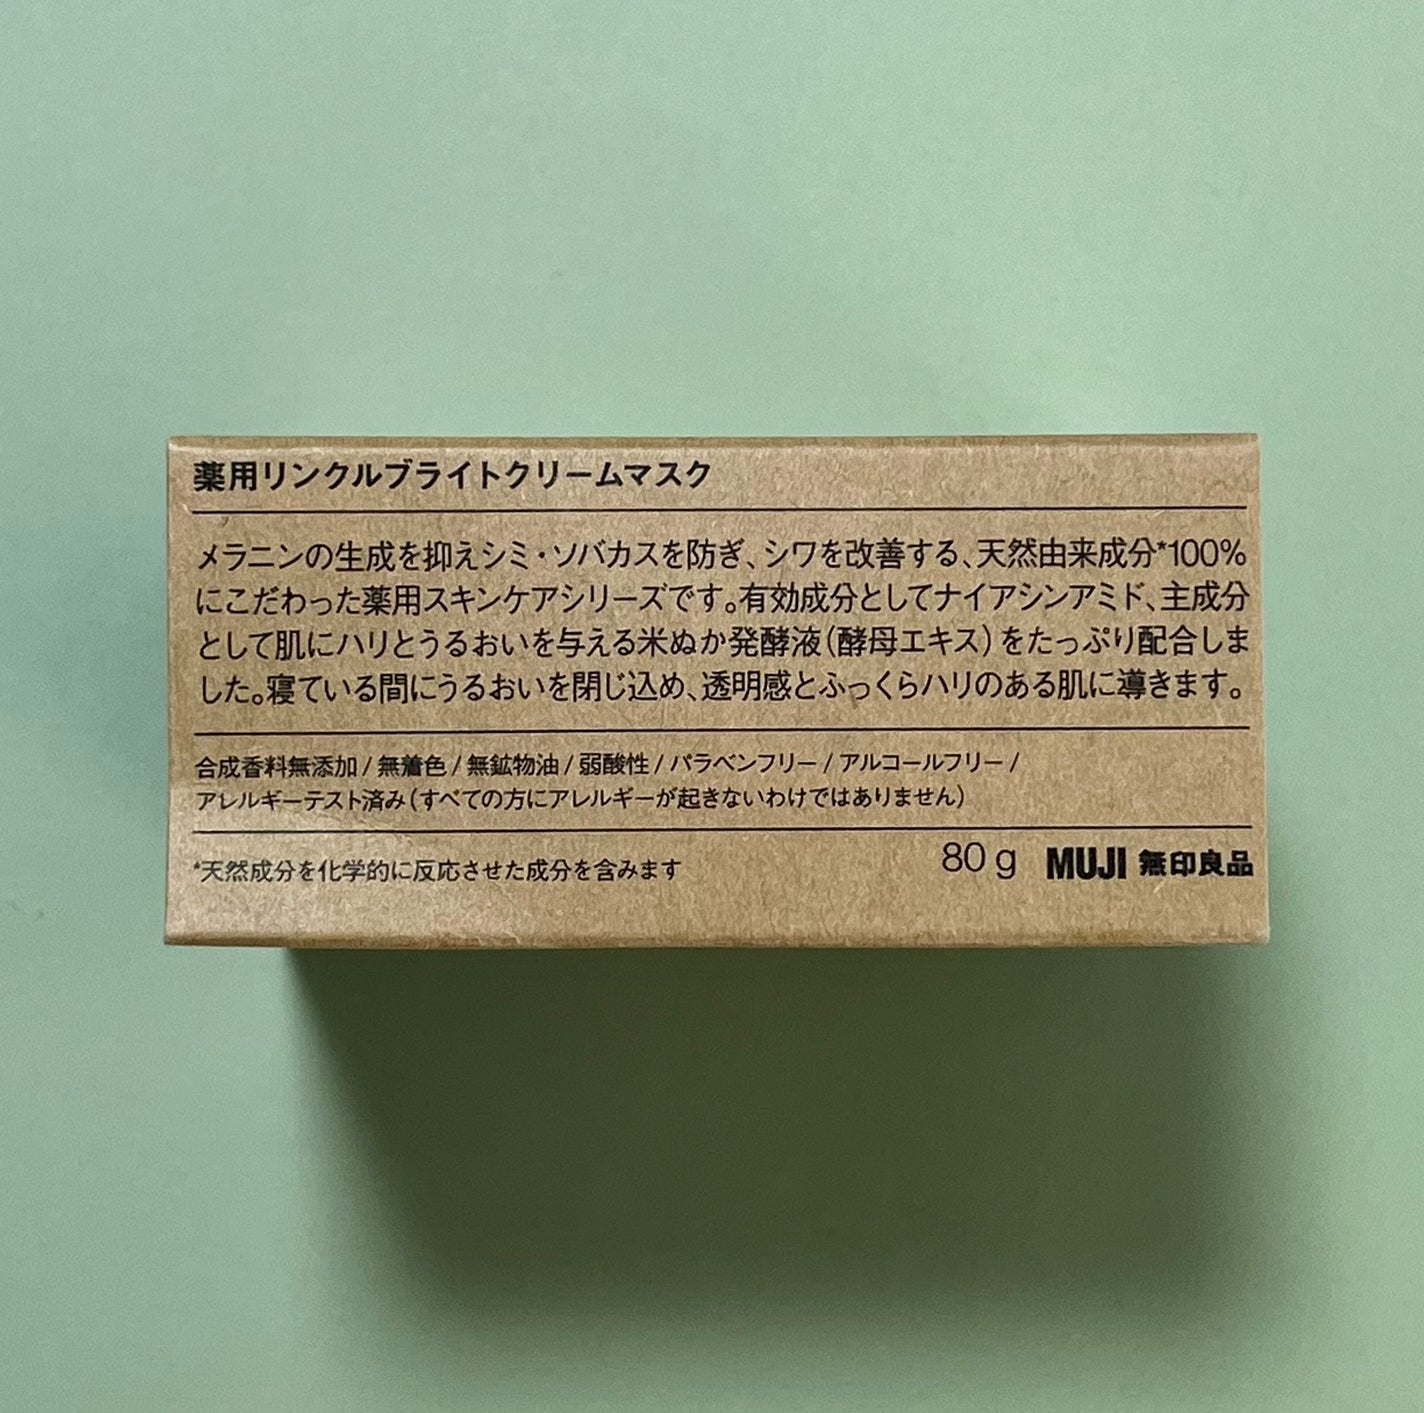 薬用リンクルブライトクリームマスク
メラニンの生成を抑えシミ・ソバカスを防ぎ、シワを改善する、天然由来成分*100%
にこだわった薬用スキンケアシリーズです。有効成分としてナイアシンアミド、主成分
として肌にハリとうるおいを与える米ぬか発酵液(酵母エキス)をたっぷり配合しま
した。寝ている間にうるおいを閉じ込め、透明感とふっくらハリのある肌に導きます。
合成香料無添加 / 無着色 / 無鉱物油 / 弱酸性 / パラベンフリー / アルコールフリー /
アレルギーテスト済み(すべての方にアレルギーが起きないわけではありません)
*天然成分を化学的に反応させた成分を含みます 80 g MUJI 無印良品